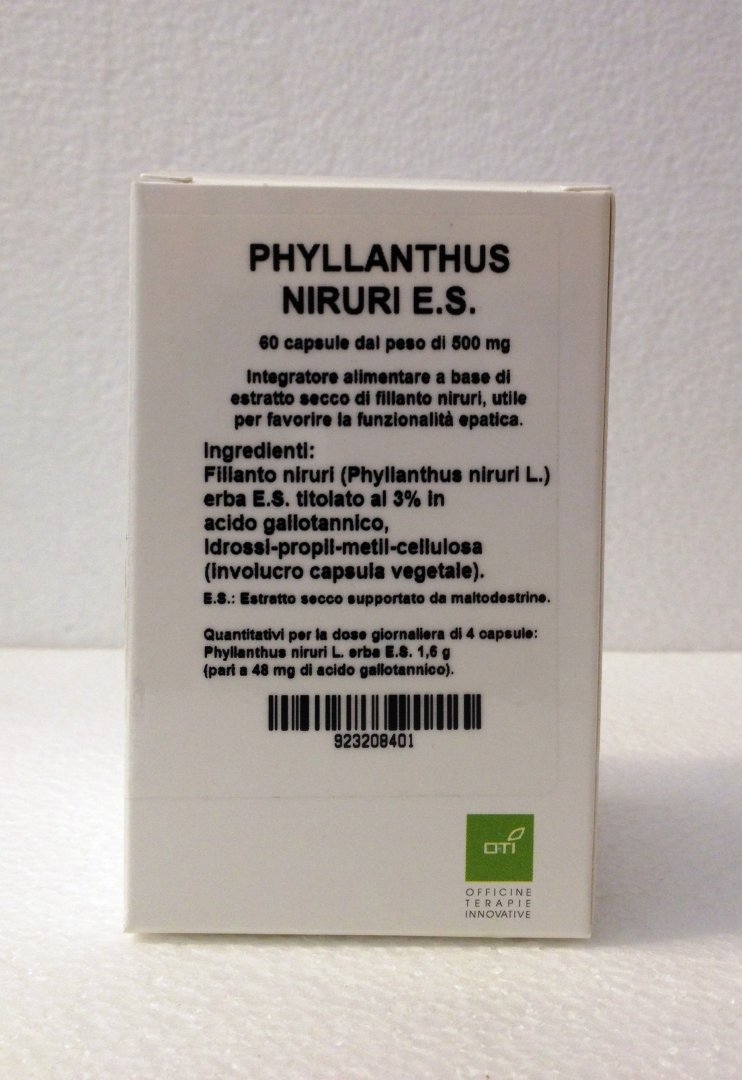 PHYLLANTHUS
NIRURI E.S.
60 capsule dal peso di 500 mg
Integratore alimentare a base di
estratto secco di fillanto niruri, utile
per favorire la funzionalità epatica.
Ingredienti:
Fillanto niruri (Phyllanthus niruri L.)
erba E.S. titolato al 3% in
acido gallotannico,
Idrossi-propil-metil-cellulosa
(involucro capsula vegetale).
E.S.: Estratto secco supportato da maltodestrine.
Quantitativi per la dose giornaliera di 4 capsule:
Phyllanthus niruri L. erba E.S. 1,6 g
(pari a 48 mg di acido gallotannico).
923208401
OTI
OFFICINE
TERAPIE
INNOVATIVE